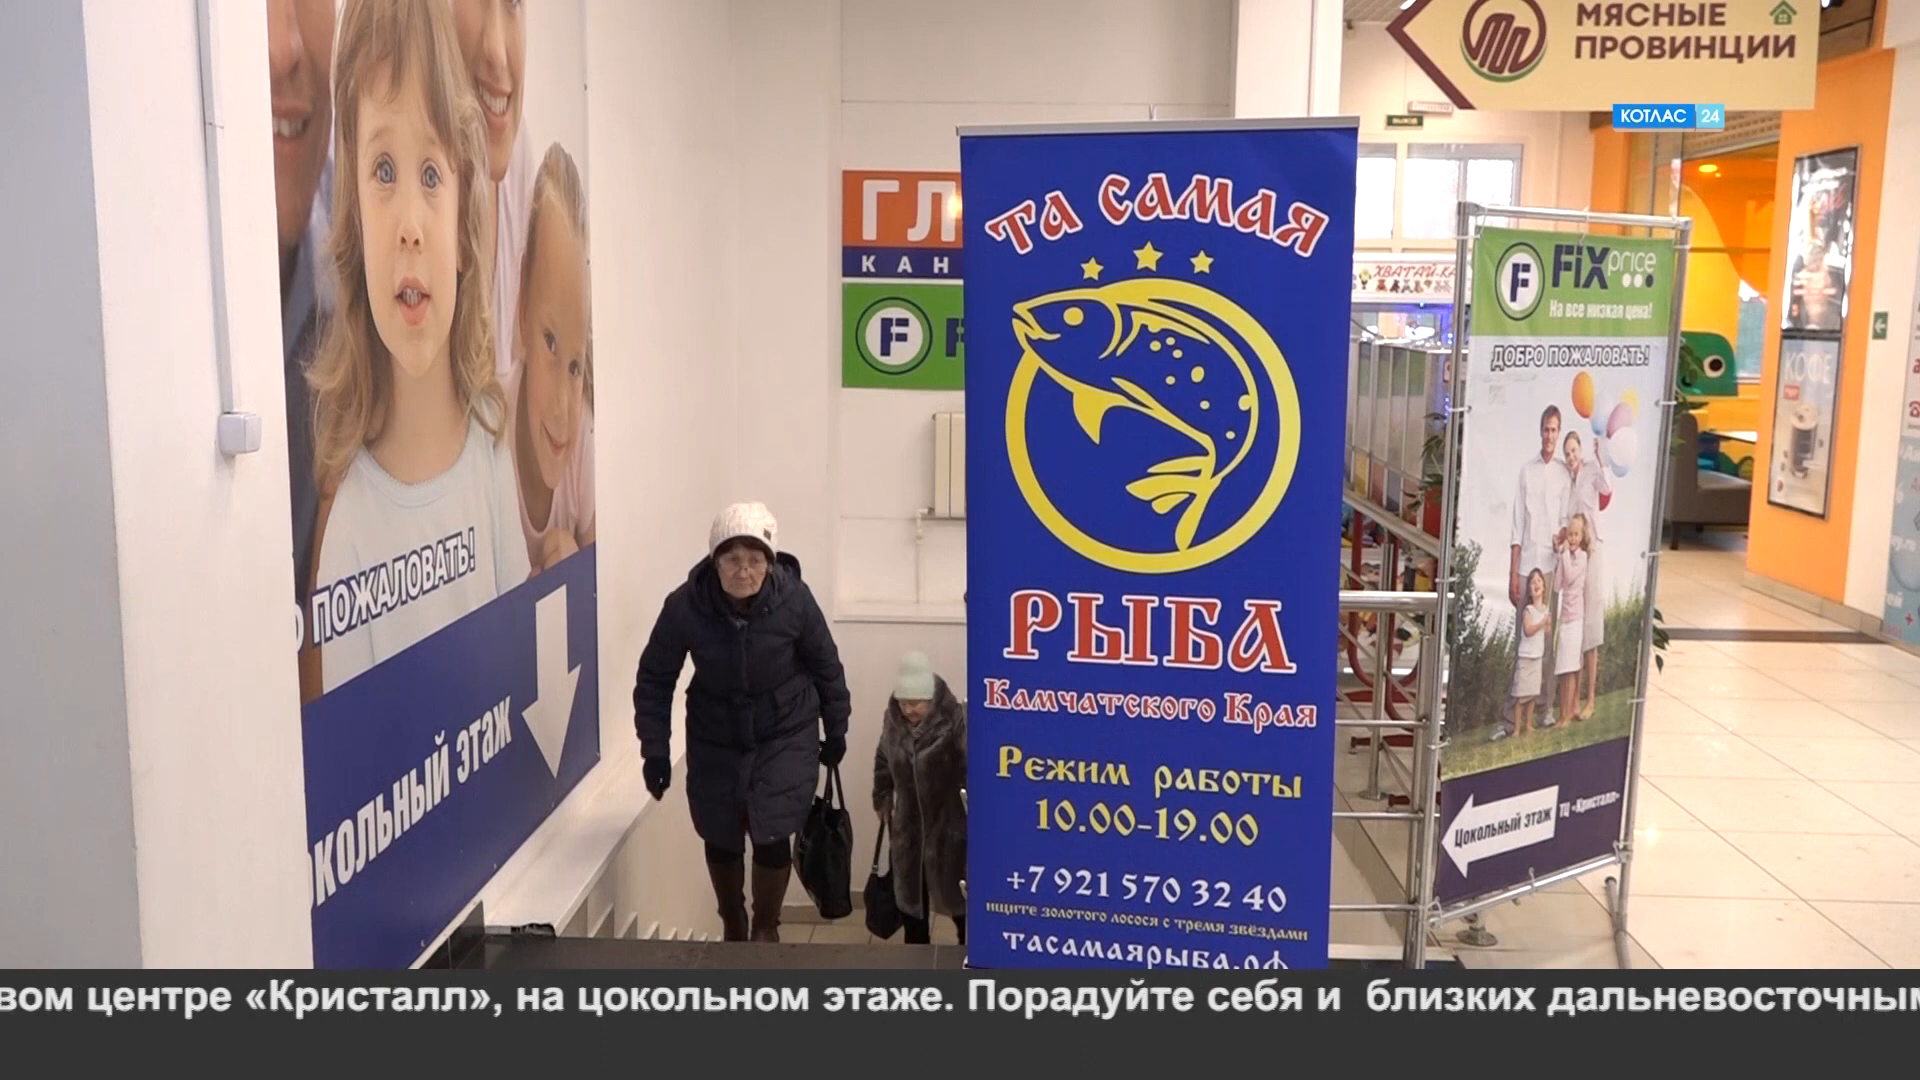 МЯСНЫЕ
ПРОВИНЦИИ
КОТЛАС 24
ВЫХОД
ГЛ
КАН
F F
ТА САМАЯ
РЫБА
Камчатского Края
Режим работы
10.00-19.00
+7 921 570 32 40
ищите золотого лосося с тремя звёздами
тасамаярыба.рф
ХВАТАЙ-КА
F FiXprice
На все низкая цена!
ДОБРО ПОЖАЛОВАТЬ!
Цокольный этаж ТЦ «Кристалл»
КОФЕ
О ПОЖАЛОВАТЬ!
окольный этаж
вом центре «Кристалл», на цокольном этаже. Порадуйте себя и близких дальневосточным